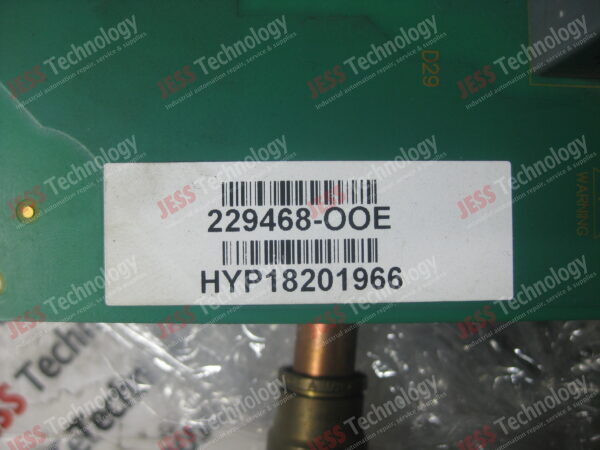 JESS Technology
Industrial automation repair, service & supplies
D29
WARNING
229468-OOE
HYP18201966